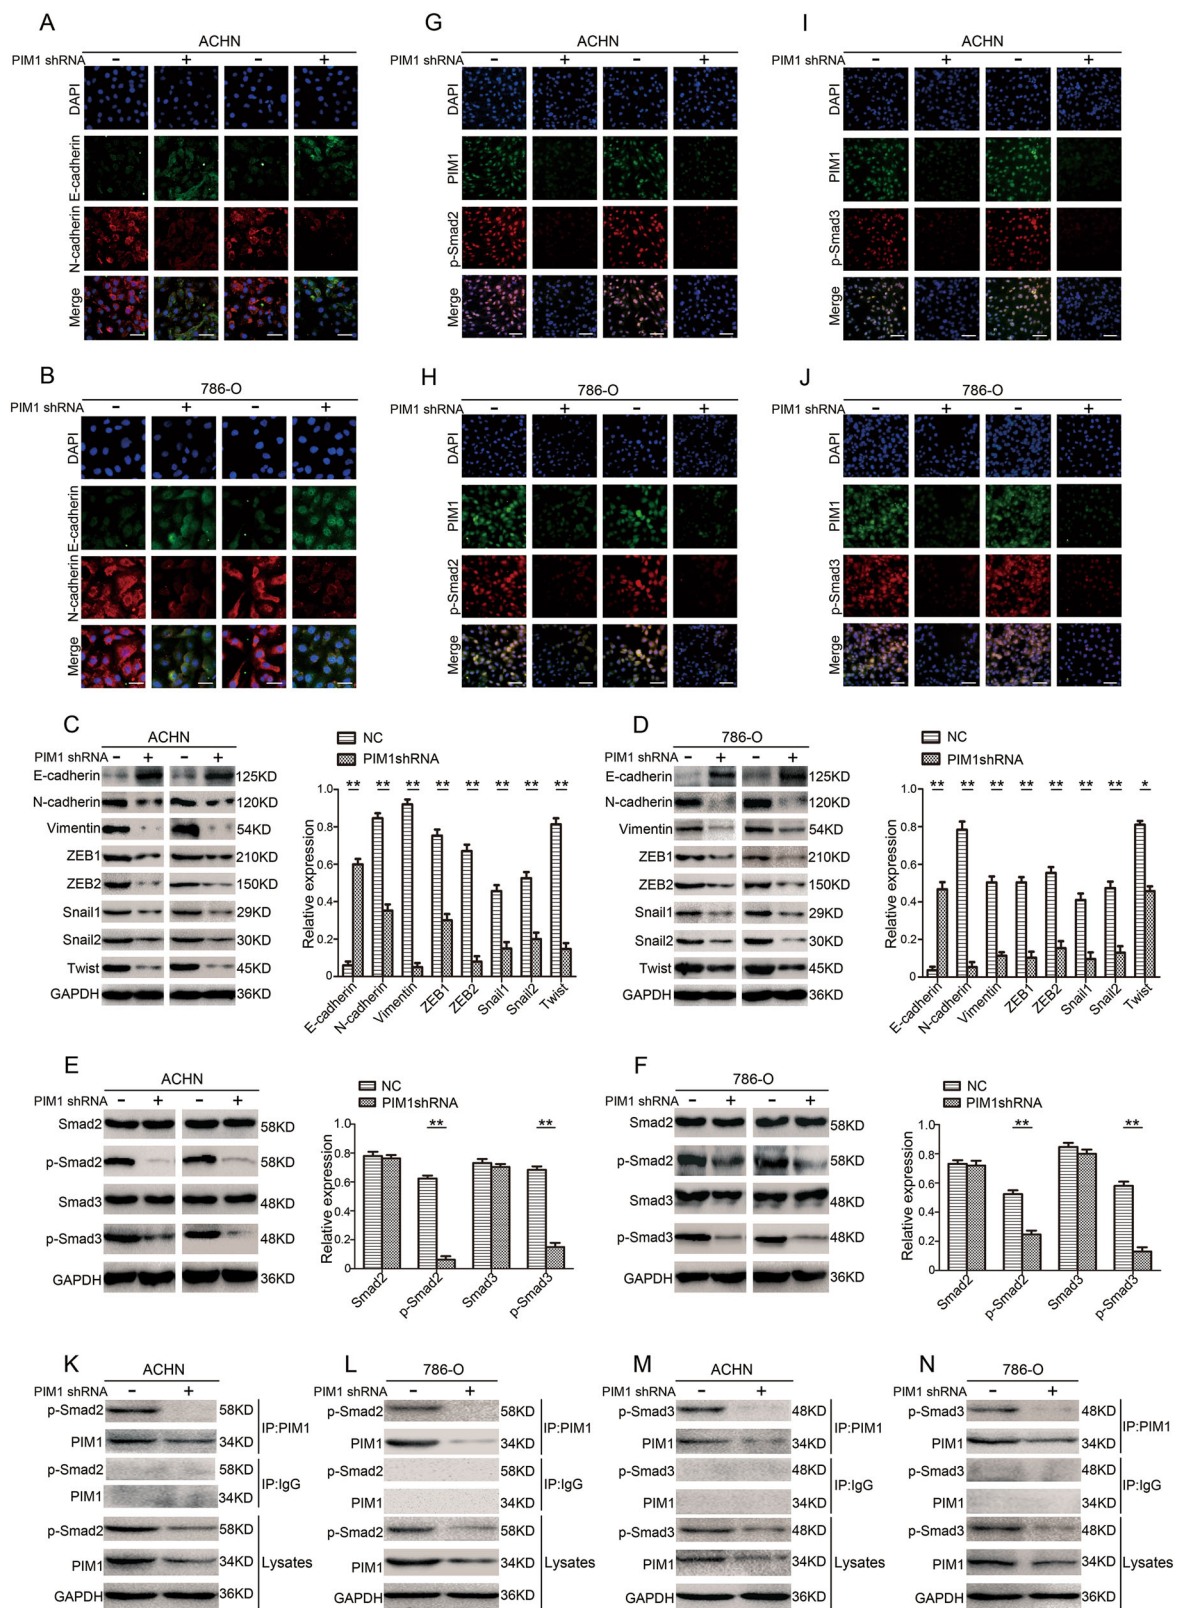 A
ACHN
PIM1 shRNA - + - +
DAPI
E-cadherin
N-cadherin
Merge
G
ACHN
PIM1 shRNA - + - +
DAPI
PIM1
p-Smad2
Merge
I
ACHN
PIM1 shRNA - + - +
DAPI
PIM1
p-Smad3
Merge
B
786-O
PIM1 shRNA - + - +
DAPI
E-cadherin
N-cadherin
Merge
H
786-O
PIM1 shRNA - + - +
DAPI
PIM1
p-Smad2
Merge
J
786-O
PIM1 shRNA - + - +
DAPI
PIM1
p-Smad3
Merge
C
ACHN
PIM1 shRNA - + - +
E-cadherin 125KD
N-cadherin 120KD
Vimentin 54KD
ZEB1 210KD
ZEB2 150KD
Snail1 29KD
Snail2 30KD
Twist 45KD
GAPDH 36KD
NC
PIM1shRNA
** ** ** ** ** ** ** **
Relative expression
1.0
0.8
0.6
0.4
0.2
0
E-cadherin
N-cadherin
Vimentin
ZEB1
ZEB2
Snail1
Snail2
Twist
D
786-O
PIM1 shRNA - + - +
E-cadherin 125KD
N-cadherin 120KD
Vimentin 54KD
ZEB1 210KD
ZEB2 150KD
Snail1 29KD
Snail2 30KD
Twist 45KD
GAPDH 36KD
NC
PIM1shRNA
** ** ** ** ** ** ** *
Relative expression
1.0
0.8
0.6
0.4
0.2
0
E-cadherin
N-cadherin
Vimentin
ZEB1
ZEB2
Snail1
Snail2
Twist
E
ACHN
PIM1 shRNA - + - +
Smad2 58KD
p-Smad2 58KD
Smad3 48KD
p-Smad3 48KD
GAPDH 36KD
NC
PIM1shRNA
** **
Relative expression
1.0
0.8
0.6
0.4
0.2
0
Smad2
p-Smad2
Smad3
p-Smad3
F
786-O
PIM1 shRNA - + - +
Smad2 58KD
p-Smad2 58KD
Smad3 48KD
p-Smad3 48KD
GAPDH 36KD
NC
PIM1shRNA
** **
Relative expression
1.0
0.8
0.6
0.4
0.2
0
Smad2
p-Smad2
Smad3
p-Smad3
K
ACHN
PIM1 shRNA - +
p-Smad2 58KD
PIM1 34KD
IP:PIM1
p-Smad2 58KD
PIM1 34KD
IP:IgG
p-Smad2 58KD
PIM1 34KD
GAPDH 36KD
Lysates
L
786-O
PIM1 shRNA - +
p-Smad2 58KD
PIM1 34KD
IP:PIM1
p-Smad2 58KD
PIM1 34KD
IP:IgG
p-Smad2 58KD
PIM1 34KD
GAPDH 36KD
Lysates
M
ACHN
PIM1 shRNA - +
p-Smad3 48KD
PIM1 34KD
IP:PIM1
p-Smad3 48KD
PIM1 34KD
IP:IgG
p-Smad3 48KD
PIM1 34KD
GAPDH 36KD
Lysates
N
786-O
PIM1 shRNA - +
p-Smad3 48KD
PIM1 34KD
IP:PIM1
p-Smad3 48KD
PIM1 34KD
IP:IgG
p-Smad3 48KD
PIM1 34KD
GAPDH 36KD
Lysates